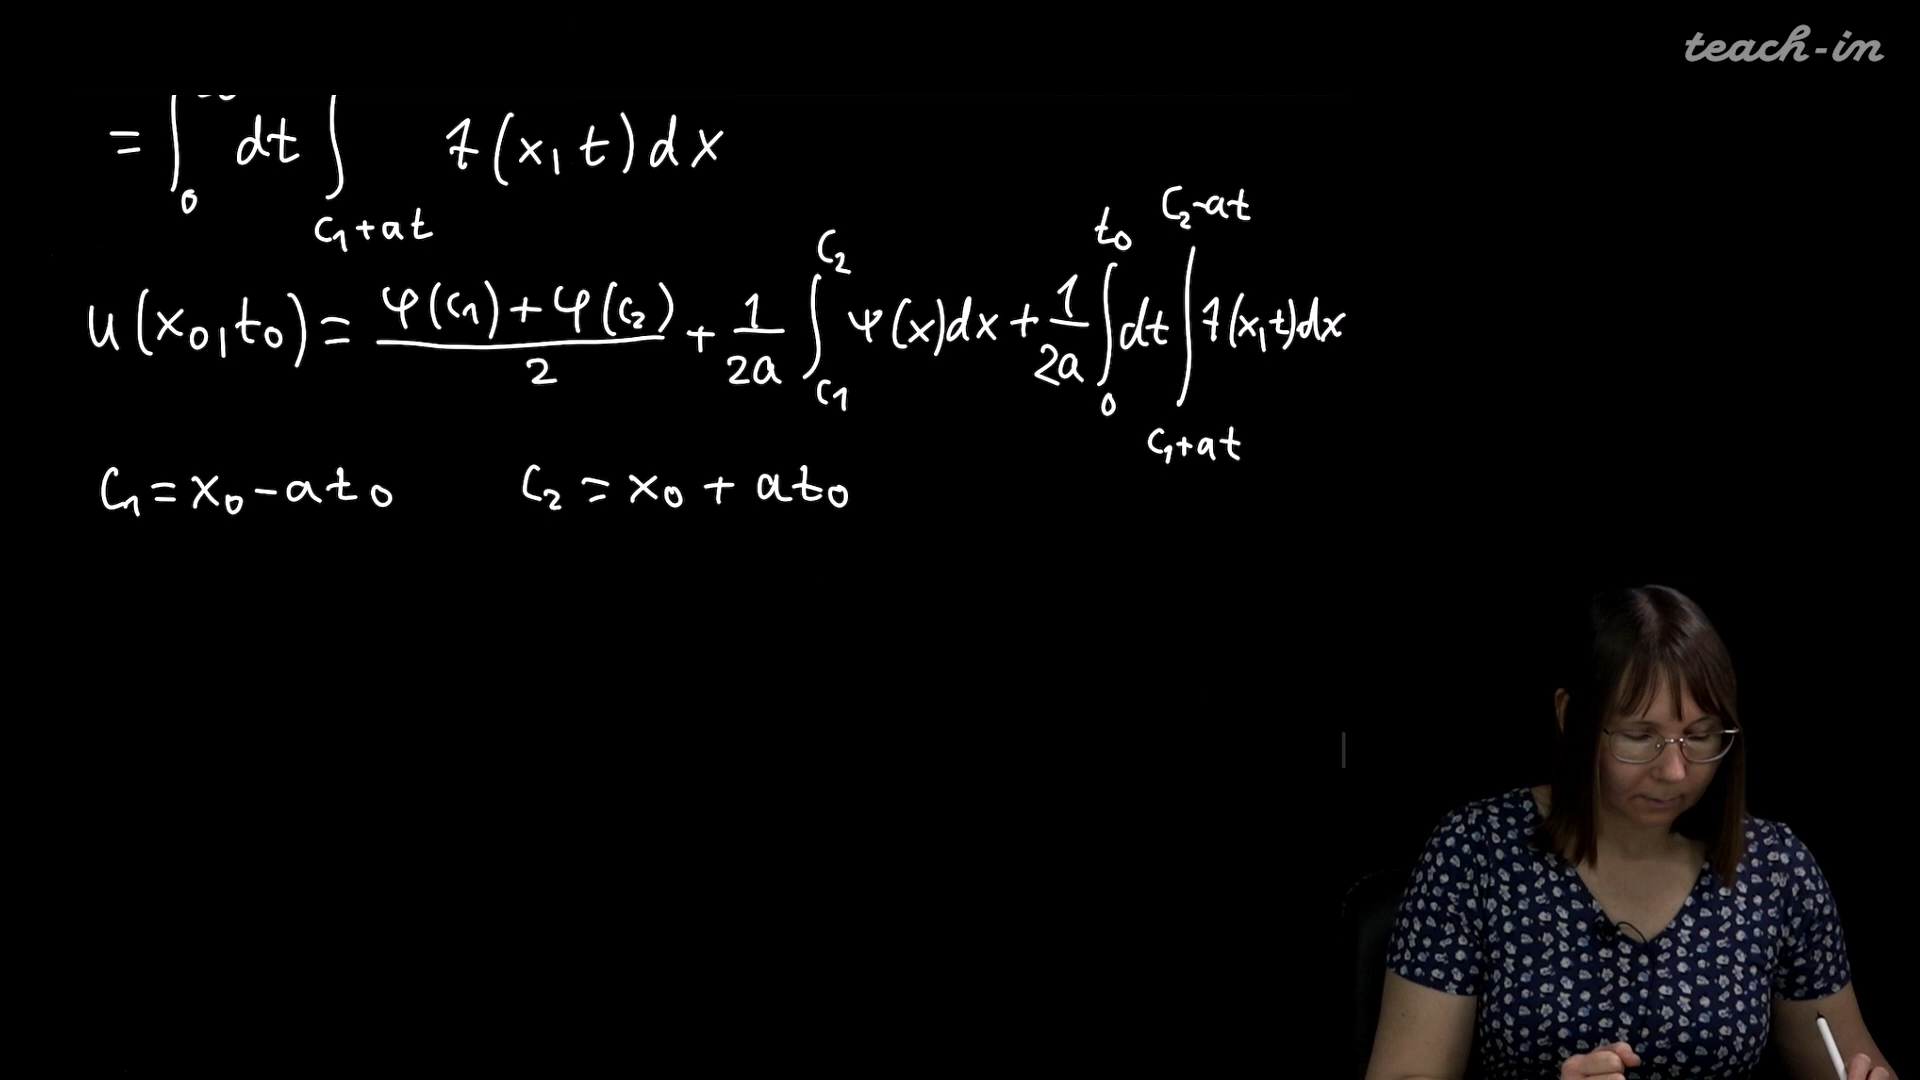 teach-in
= ∫₀ dt ∫_{c₁+at} f(x, t) dx
u(x₀, t₀) = (φ(c₁) + φ(c₂))/2 + 1/2a ∫_{c₁}^{c₂} ψ(x)dx + 1/2a ∫₀^{t₀} dt ∫_{c₁+at}^{c₂-at} f(x, t)dx
c₁ = x₀ - at₀ c₂ = x₀ + at₀